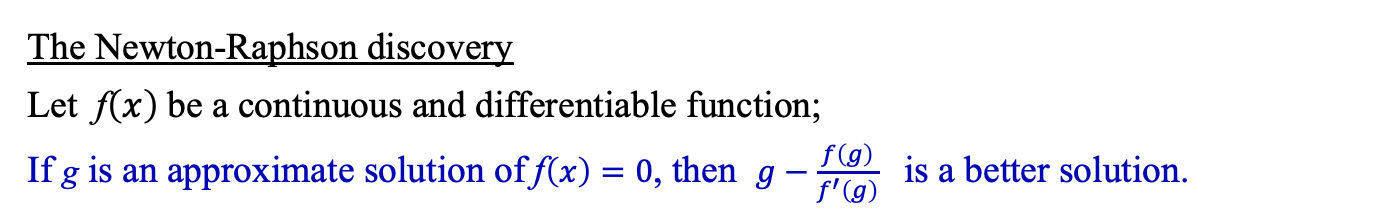 The Newton-Raphson discovery
Let f(x) be a continuous and differentiable function;
If g is an approximate solution of f(x) = 0, then g − f(g)/f'(g) is a better solution.